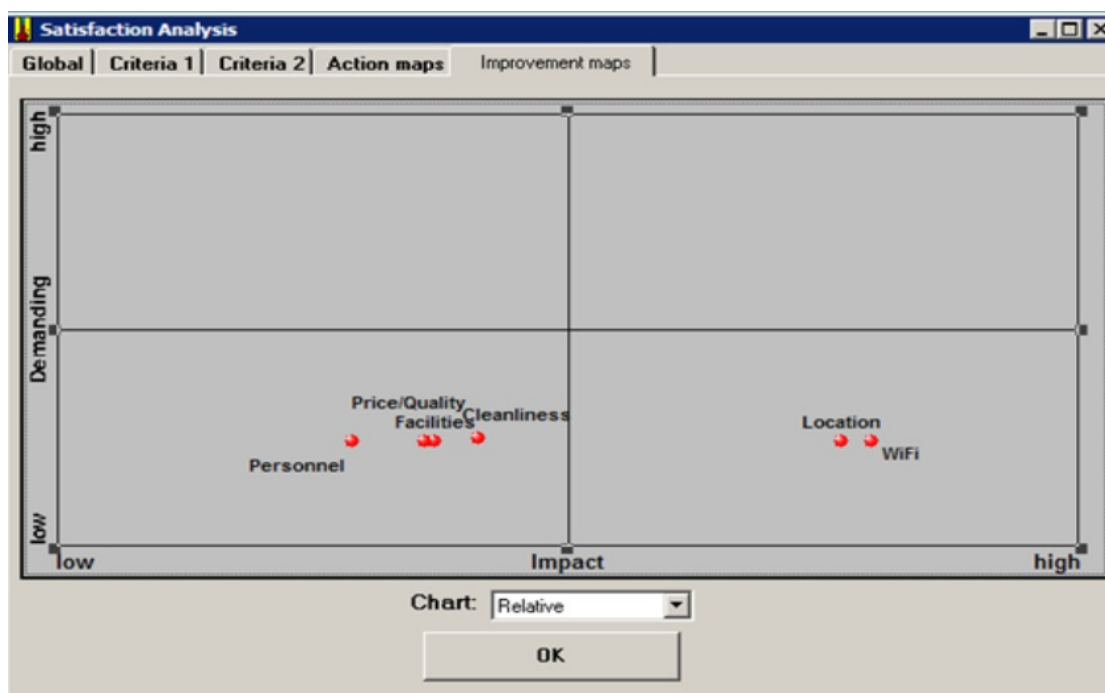 Satisfaction Analysis
Global Criteria 1 Criteria 2 Action maps Improvement maps
high
Demanding
low
Price/Quality
Facilities
Cleanliness
Personnel
Location
WiFi
low Impact high
Chart: Relative
OK